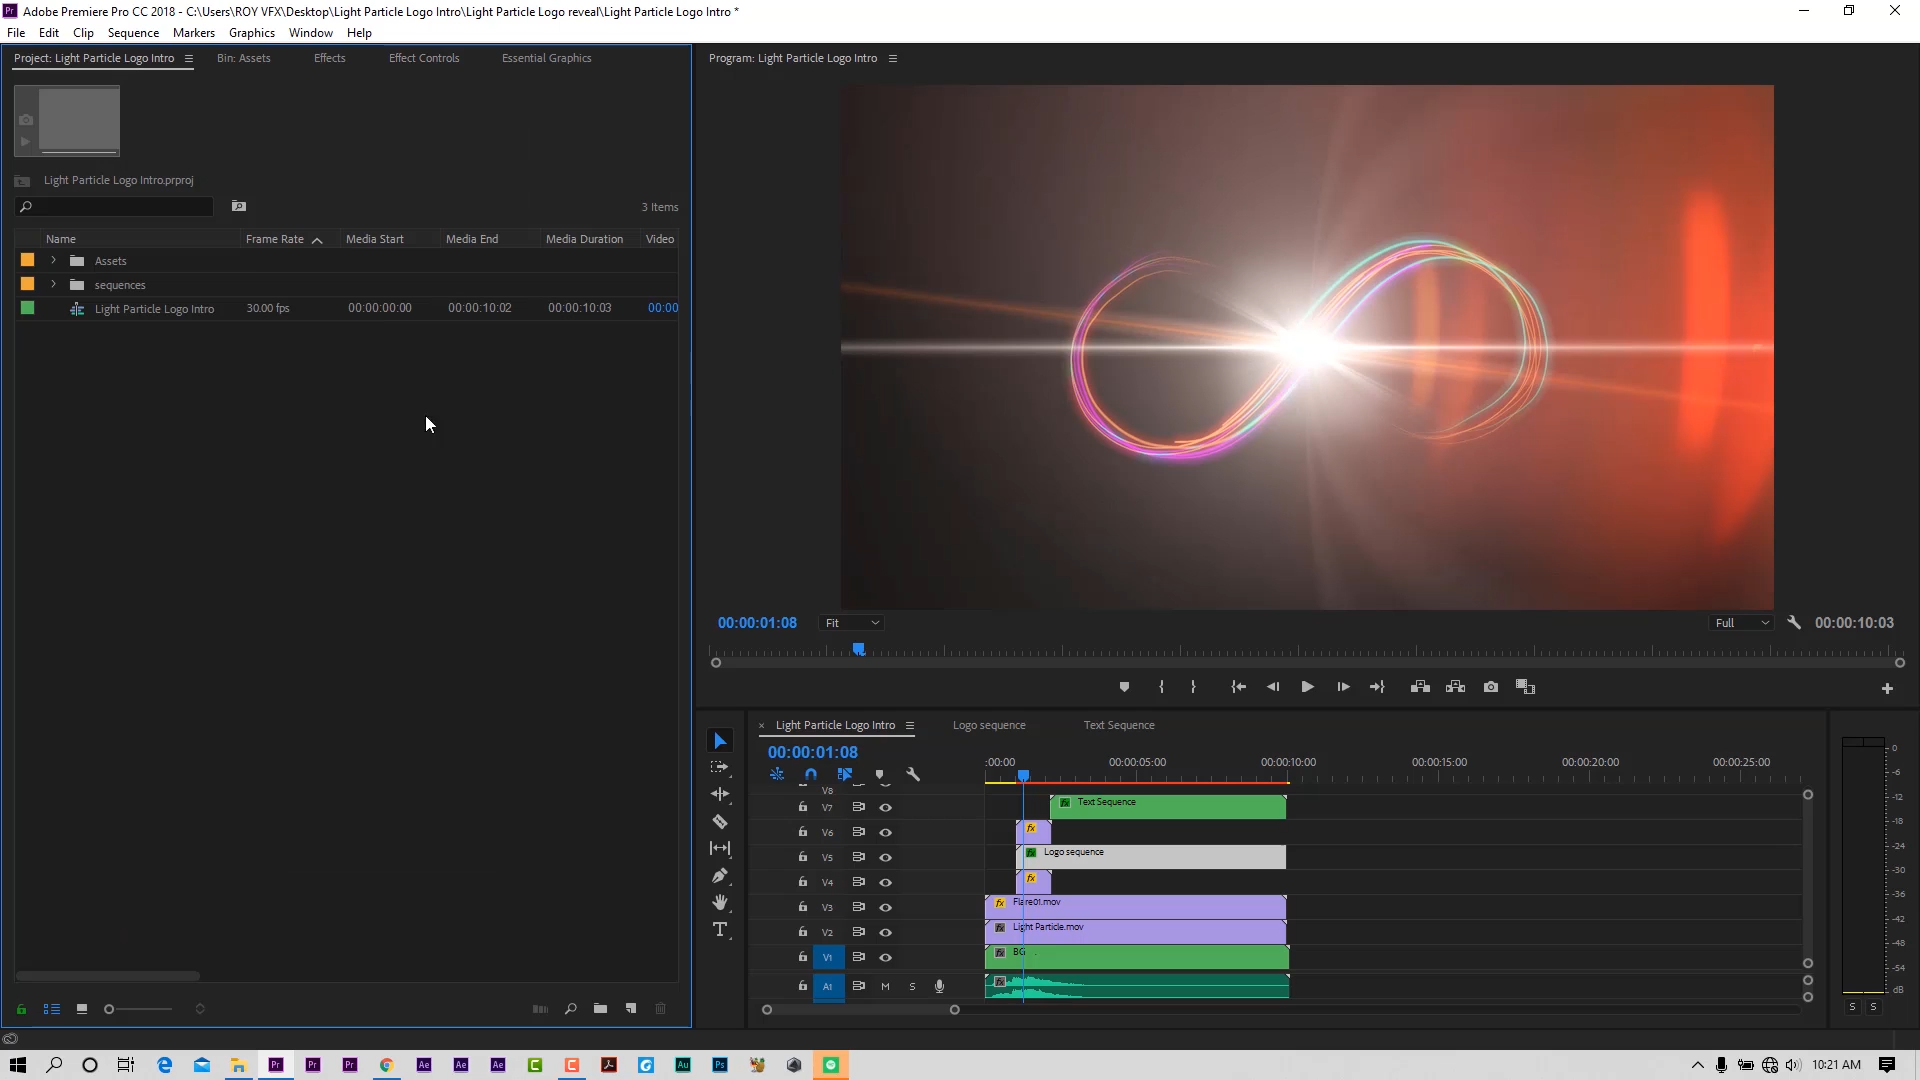 Adobe Premiere Pro CC 2018 - C:\Users\ROY VFX\Desktop\Light Particle Logo Intro\Light Particle Logo reveal\Light Particle Logo Intro *
File Edit Clip Sequence Markers Graphics Window Help
Project: Light Particle Logo Intro Bin: Assets Effects Effect Controls Essential Graphics
Program: Light Particle Logo Intro
Light Particle Logo Intro.prproj
3 Items
Name Frame Rate Media Start Media End Media Duration Video
Assets
sequences
Light Particle Logo Intro 30.00 fps 00:00:00:00 00:00:10:02 00:00:10:03 00:00
00:00:01:08 Fit Full 00:00:10:03
Light Particle Logo Intro Logo sequence Text Sequence
00:00:01:08
:00:00 00:00:05:00 00:00:10:00 00:00:15:00 00:00:20:00 00:00:25:00
V8
V7 fx Text Sequence
V6 fx
V5 fx Logo sequence
V4 fx
V3 fx Flare01.mov
V2 fx Light Particle.mov
V1 fx BG
A1 M S fx
0
-6
-12
-18
-24
-30
-36
-42
-48
-54
dB
S S
10:21 AM